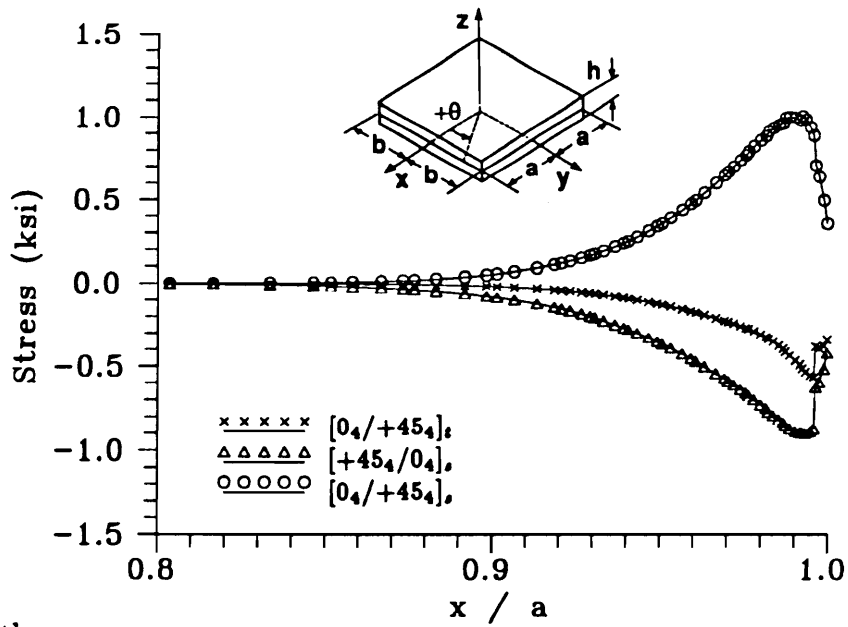 1.5
1.0
0.5
0.0
-0.5
-1.0
-1.5
Stress (ksi)
z
h
+θ
b
b
x
a
a
y
[0₄/+45₄]ₜ
[+45₄/0₄]ₛ
[0₄/+45₄]ₛ
0.8
0.9
1.0
x / a